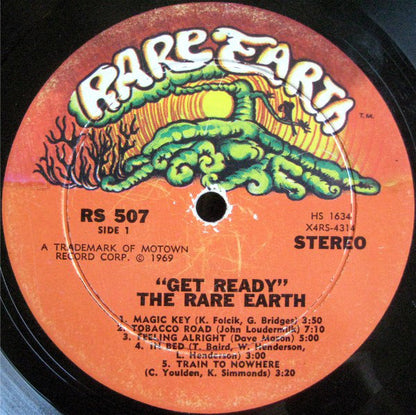 RARE EARTH
T.M.
RS 507
SIDE 1
HS 1634
X4RS-4314
STEREO
A TRADEMARK OF MOTOWN
RECORD CORP. © 1969
"GET READY"
THE RARE EARTH
1. MAGIC KEY (K. Folcik, G. Bridges) 3:50
2. TOBACCO ROAD (John Loudermilk) 7:10
3. FEELING ALRIGHT (Dave Mason) 5:00
4. IN BED (T. Baird, W. Henderson,
L. Henderson) 3:00
5. TRAIN TO NOWHERE
(C. Youlden, K. Simmonds) 3:20